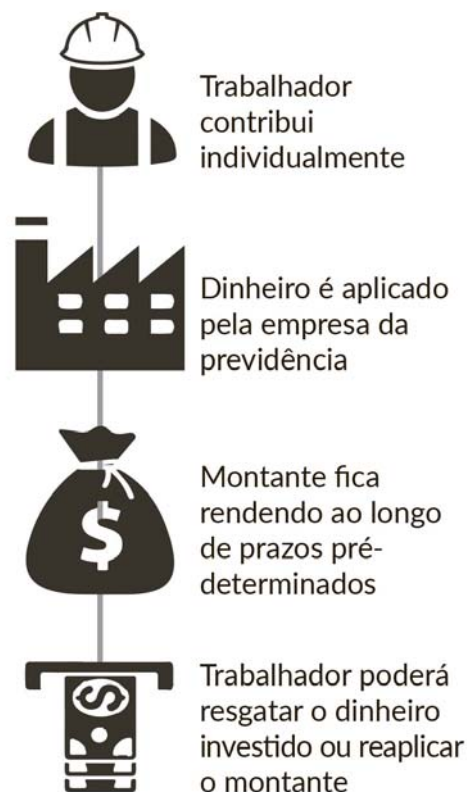 Trabalhador
contribui
individualmente
Dinheiro é aplicado
pela empresa da
previdência
$
Montante fica
rendendo ao longo
de prazos pré-
determinados
Trabalhador poderá
resgatar o dinheiro
investido ou reaplicar
o montante